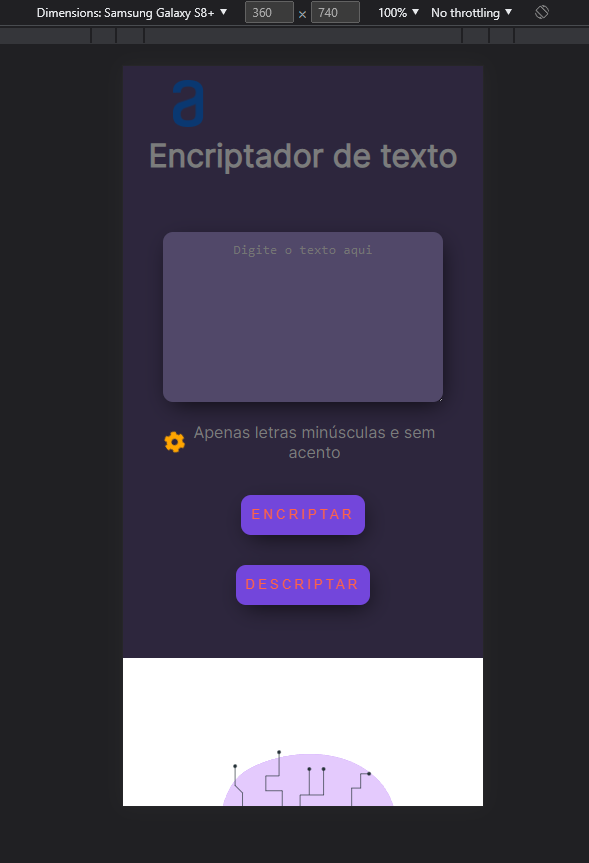 Dimensions: Samsung Galaxy S8+ 360 × 740 100% No throttling
a
Encriptador de texto
Digite o texto aqui
Apenas letras minúsculas e sem
acento
ENCRIPTAR
DESCRIPTAR